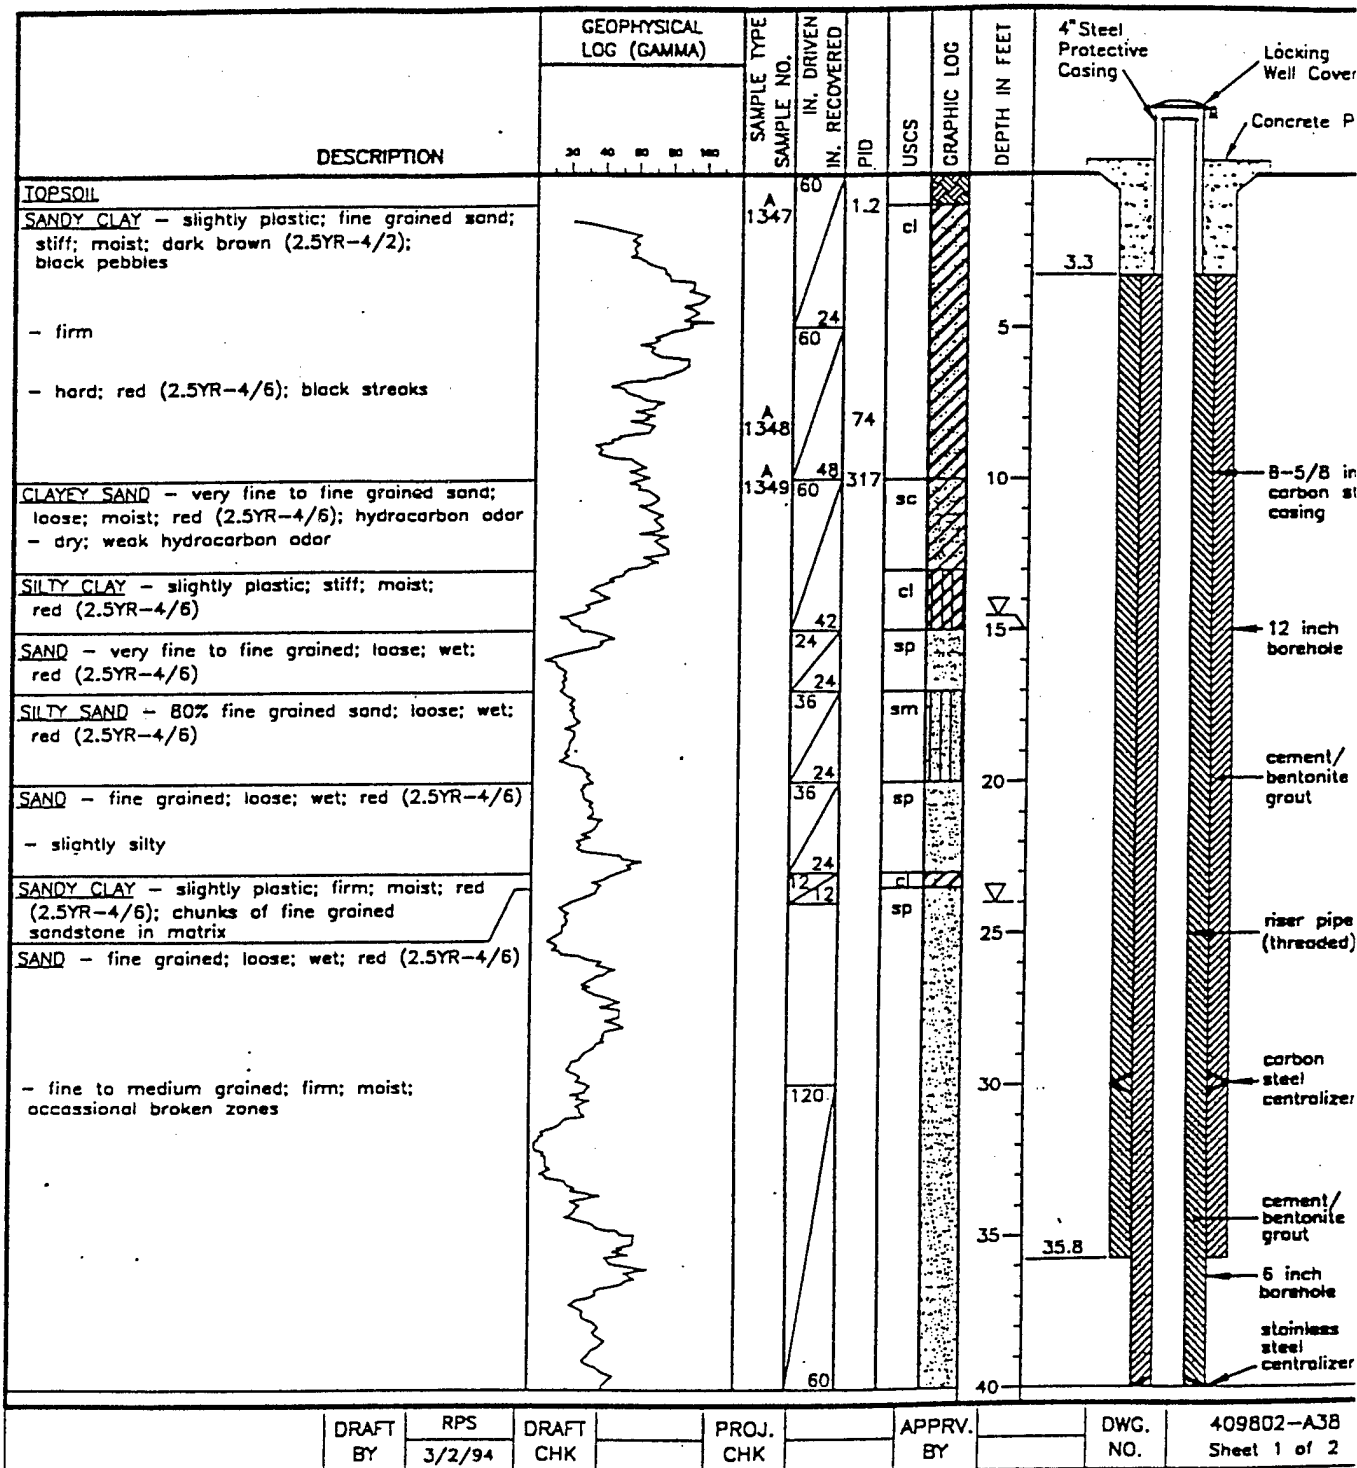 GEOPHYSICAL
LOG (GAMMA)
SAMPLE TYPE
SAMPLE NO.
IN. DRIVEN
IN. RECOVERED
PID
USCS
GRAPHIC LOG
DEPTH IN FEET
DESCRIPTION
20 40 60 80 100
4" Steel
Protective
Casing
Locking
Well Cover
Concrete P
TOPSOIL
SANDY CLAY – slightly plastic; fine grained sand;
stiff; moist; dark brown (2.5YR–4/2);
black pebbles
– firm
– hard; red (2.5YR–4/6); black streaks
CLAYEY SAND – very fine to fine grained sand;
loose; moist; red (2.5YR–4/6); hydrocarbon odor
– dry; weak hydrocarbon odor
SILTY CLAY – slightly plastic; stiff; moist;
red (2.5YR–4/6)
SAND – very fine to fine grained; loose; wet;
red (2.5YR–4/6)
SILTY SAND – 80% fine grained sand; loose; wet;
red (2.5YR–4/6)
SAND – fine grained; loose; wet; red (2.5YR–4/6)
– slightly silty
SANDY CLAY – slightly plastic; firm; moist; red
(2.5YR–4/6); chunks of fine grained
sandstone in matrix
SAND – fine grained; loose; wet; red (2.5YR–4/6)
– fine to medium grained; firm; moist;
occassional broken zones
A
1347
A
1348
A
1349
60
24
60
48
60
42
24
24
36
24
36
24
12
12
120
60
1.2
74
317
cl
sc
cl
sp
sm
sp
cl
sp
5
10
15
20
25
30
35
40
3.3
35.8
8–5/8 in
carbon st
casing
12 inch
borehole
cement/
bentonite
grout
riser pipe
(threaded)
carbon
steel
centralizer
cement/
bentonite
grout
6 inch
borehole
stainless
steel
centralizer
DRAFT
BY
RPS
3/2/94
DRAFT
CHK
PROJ.
CHK
APPRV.
BY
DWG.
NO.
409802–A38
Sheet 1 of 2